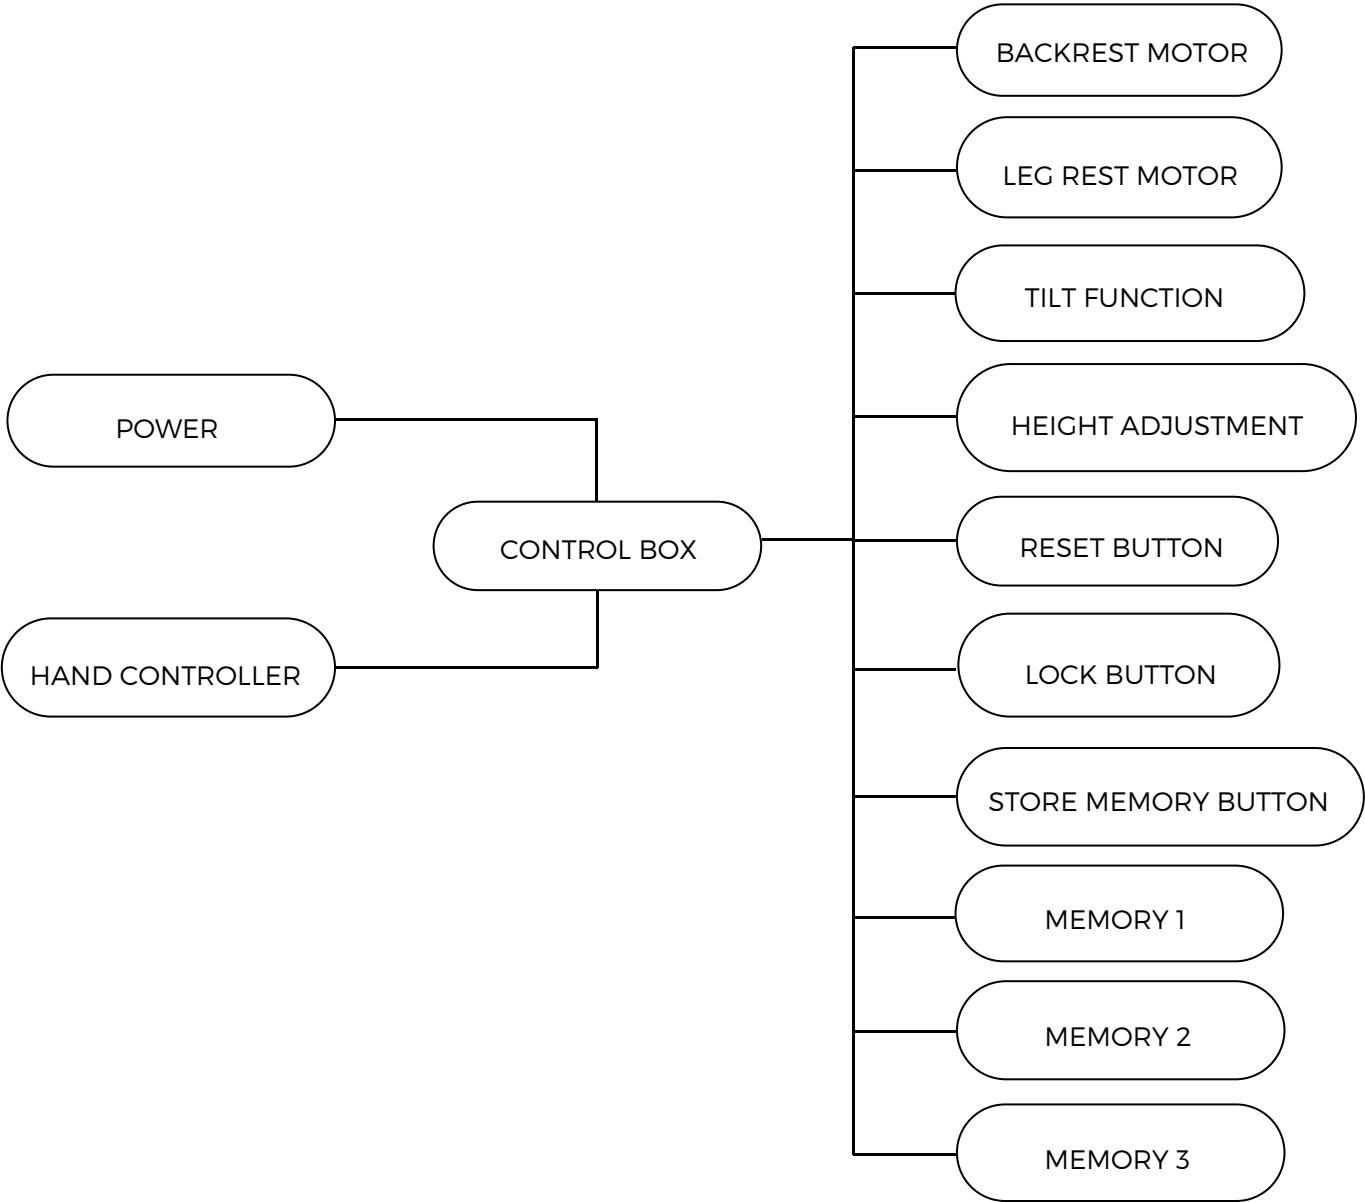 BACKREST MOTOR
LEG REST MOTOR
TILT FUNCTION
HEIGHT ADJUSTMENT
POWER
CONTROL BOX
RESET BUTTON
HAND CONTROLLER
LOCK BUTTON
STORE MEMORY BUTTON
MEMORY 1
MEMORY 2
MEMORY 3